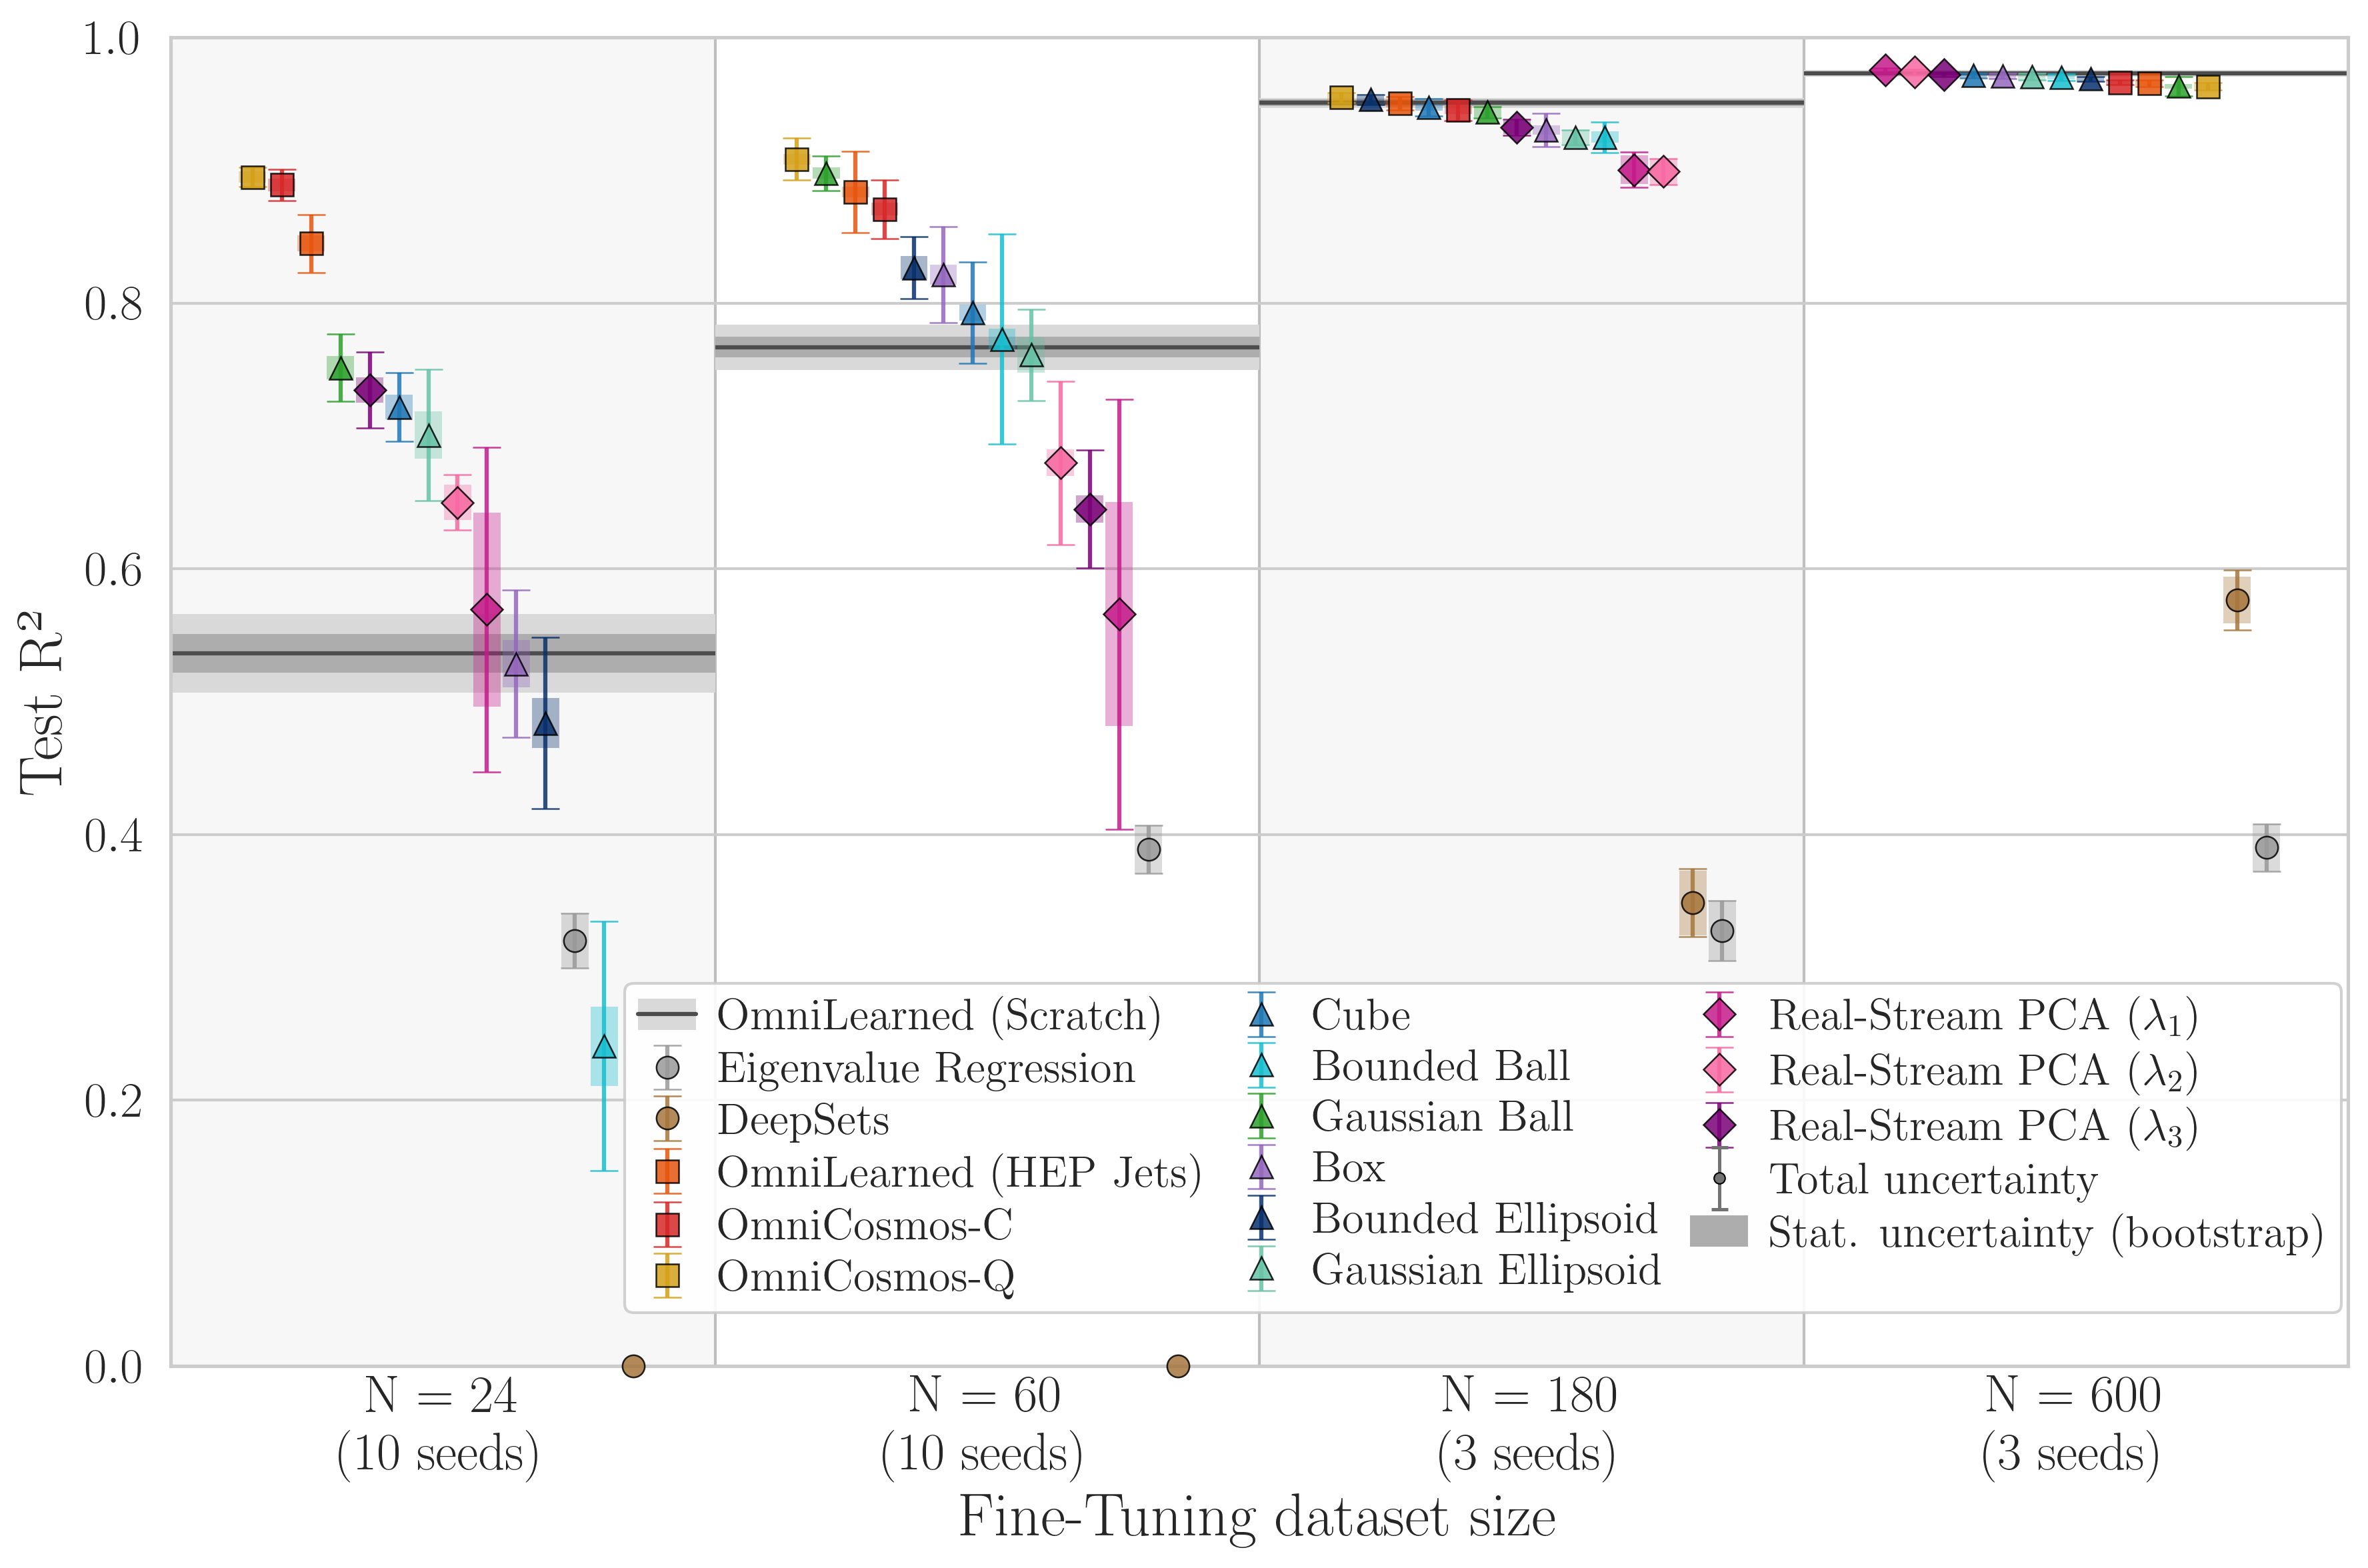 1.0
0.8
0.6
0.4
0.2
0.0
Test R²
OmniLearned (Scratch)
Eigenvalue Regression
DeepSets
OmniLearned (HEP Jets)
OmniCosmos-C
OmniCosmos-Q
Cube
Bounded Ball
Gaussian Ball
Box
Bounded Ellipsoid
Gaussian Ellipsoid
Real-Stream PCA (λ₁)
Real-Stream PCA (λ₂)
Real-Stream PCA (λ₃)
Total uncertainty
Stat. uncertainty (bootstrap)
N = 24
(10 seeds)
N = 60
(10 seeds)
N = 180
(3 seeds)
N = 600
(3 seeds)
Fine-Tuning dataset size